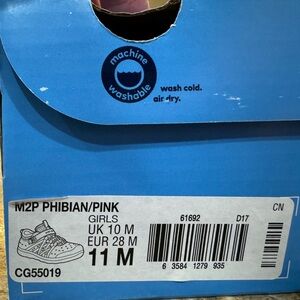 machine
washable
wash cold.
air dry.
M2P PHIBIAN/PINK
GIRLS
UK 10 M
EUR 28 M
11 M
CG55019
61692
D17
CN
6 35841 1279 935